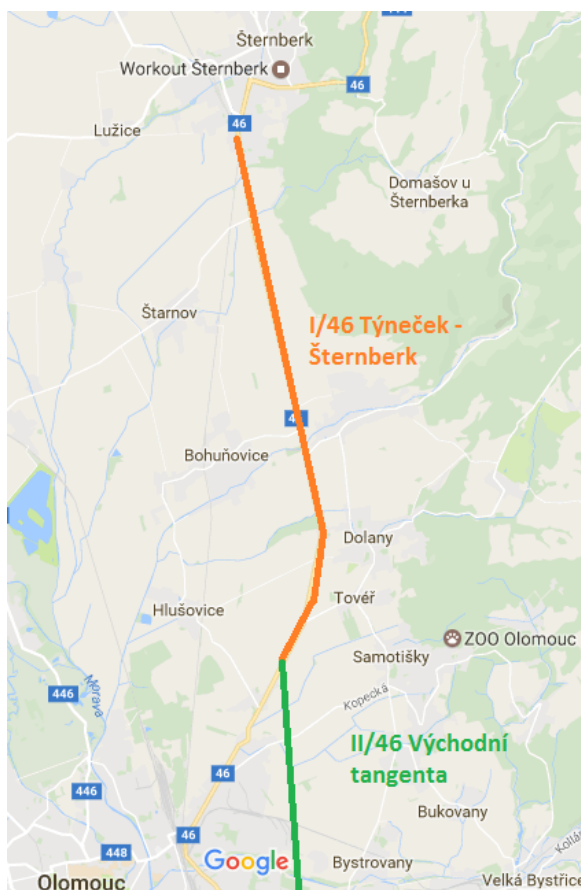 Šternberk
Workout Šternberk
46
46
Lužice
Domašov u
Šternberka
Štarnov
I/46 Týneček -
Šternberk
Bohuňovice
Dolany
Tovéř
Hlušovice
ZOO Olomouc
Samotišky
446
Morava
Kopecká
II/46 Východní
tangenta
446
Bukovany
46
448
Google
Bystrovany
Olomouc
Velká Bystřice